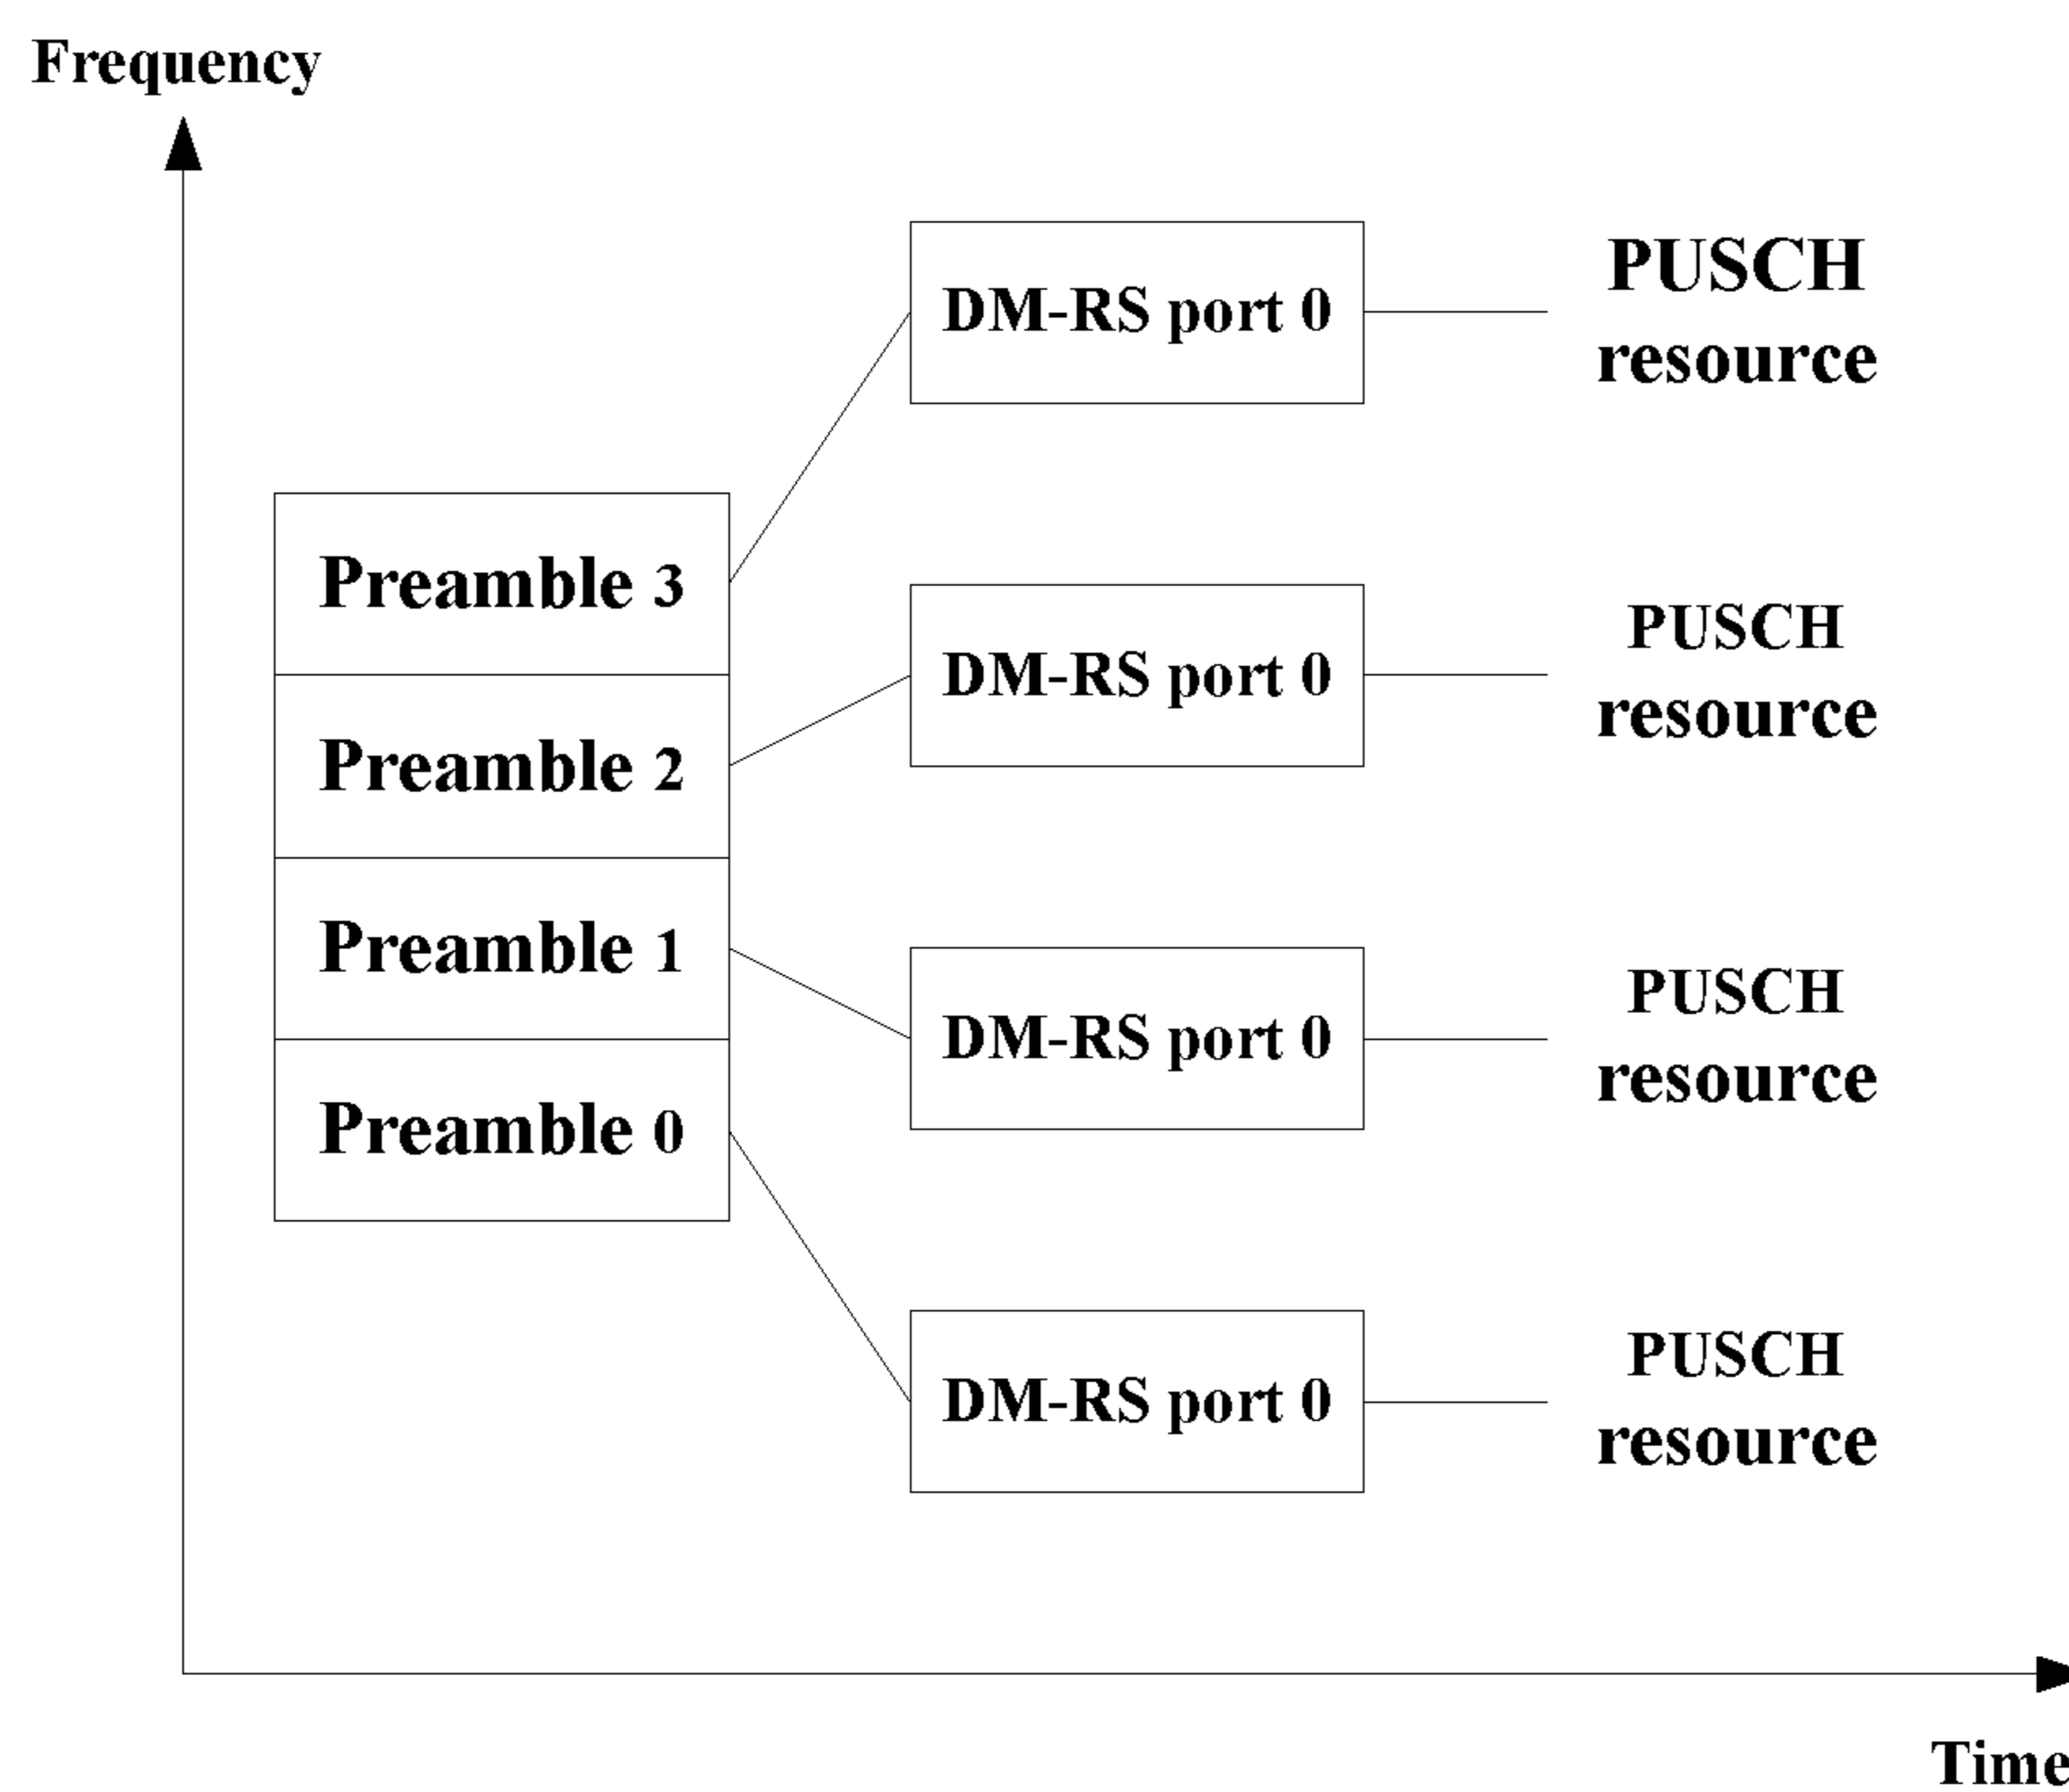 Frequency
DM-RS port 0
PUSCH
resource
Preamble 3
DM-RS port 0
PUSCH
resource
Preamble 2
Preamble 1
DM-RS port 0
PUSCH
resource
Preamble 0
DM-RS port 0
PUSCH
resource
Time